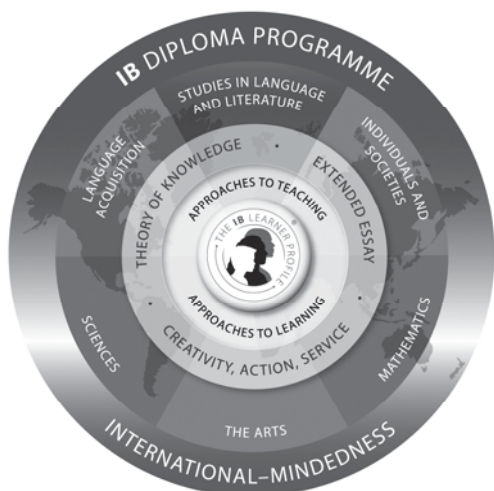 IB DIPLOMA PROGRAMME
STUDIES IN LANGUAGE
AND LITERATURE
LANGUAGE
ACQUISITION
INDIVIDUALS AND
SOCIETIES
THEORY OF KNOWLEDGE
EXTENDED ESSAY
APPROACHES TO TEACHING
THE IB LEARNER PROFILE
®
APPROACHES TO LEARNING
CREATIVITY, ACTION, SERVICE
SCIENCES
MATHEMATICS
THE ARTS
INTERNATIONAL–MINDEDNESS